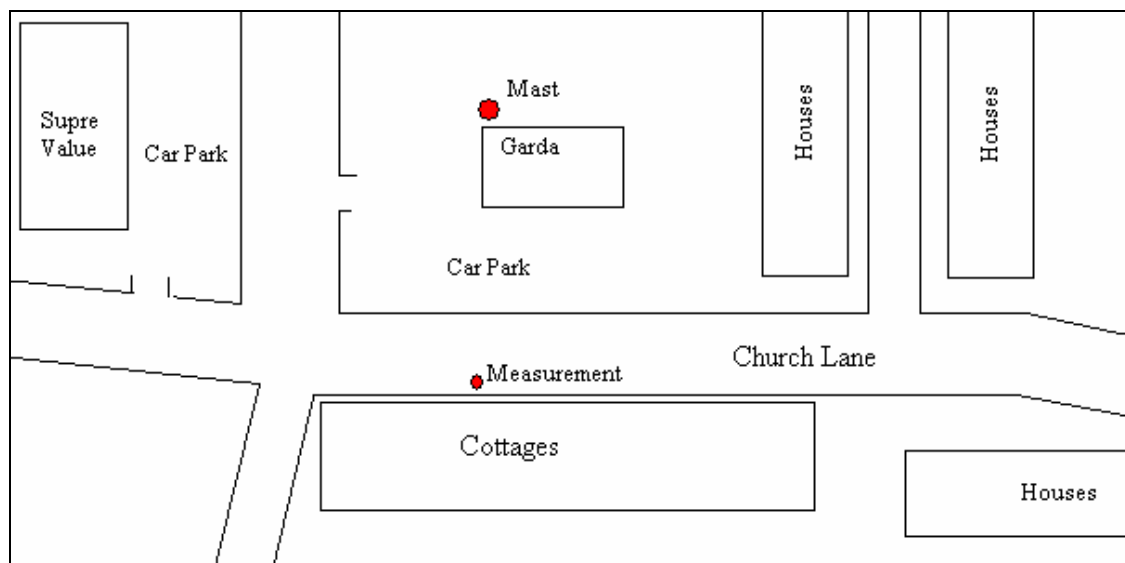 Mast
Supre
Value
Car Park
Garda
Houses
Houses
Car Park
Church Lane
Measurement
Cottages
Houses